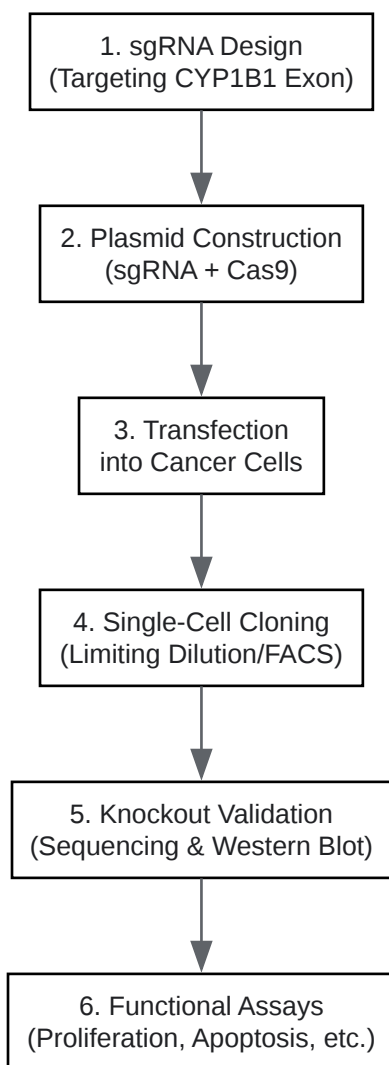 1. sgRNA Design
(Targeting CYP1B1 Exon)
2. Plasmid Construction
(sgRNA + Cas9)
3. Transfection
into Cancer Cells
4. Single-Cell Cloning
(Limiting Dilution/FACS)
5. Knockout Validation
(Sequencing & Western Blot)
6. Functional Assays
(Proliferation, Apoptosis, etc.)